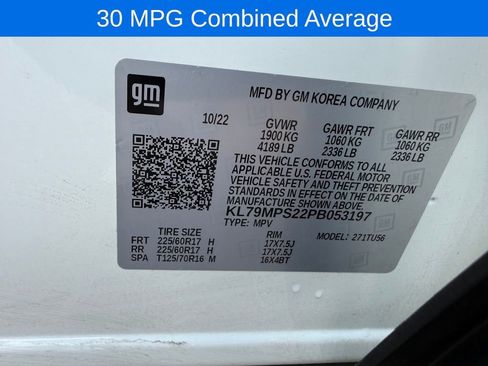 30 MPG Combined Average
gm
MFD BY GM KOREA COMPANY
10/22 GVWR GAWR FRT GAWR RR
1900 KG 1060 KG 1060 KG
4189 LB 2336 LB 2336 LB
THIS VEHICLE CONFORMS TO ALL
APPLICABLE U.S. FEDERAL MOTOR
VEHICLE SAFETY AND THEFT PREVENTION
STANDARDS IN EFFECT ON THE DATE OF
MANUFACTURE SHOWN ABOVE.
KL79MPS22PB053197
TYPE: MPV MODEL: 271TU56
TIRE SIZE RIM
FRT 225/60R17 H 17X7.5J
RR 225/60R17 H 17X7.5J
SPA T125/70R16 M 16X4BT